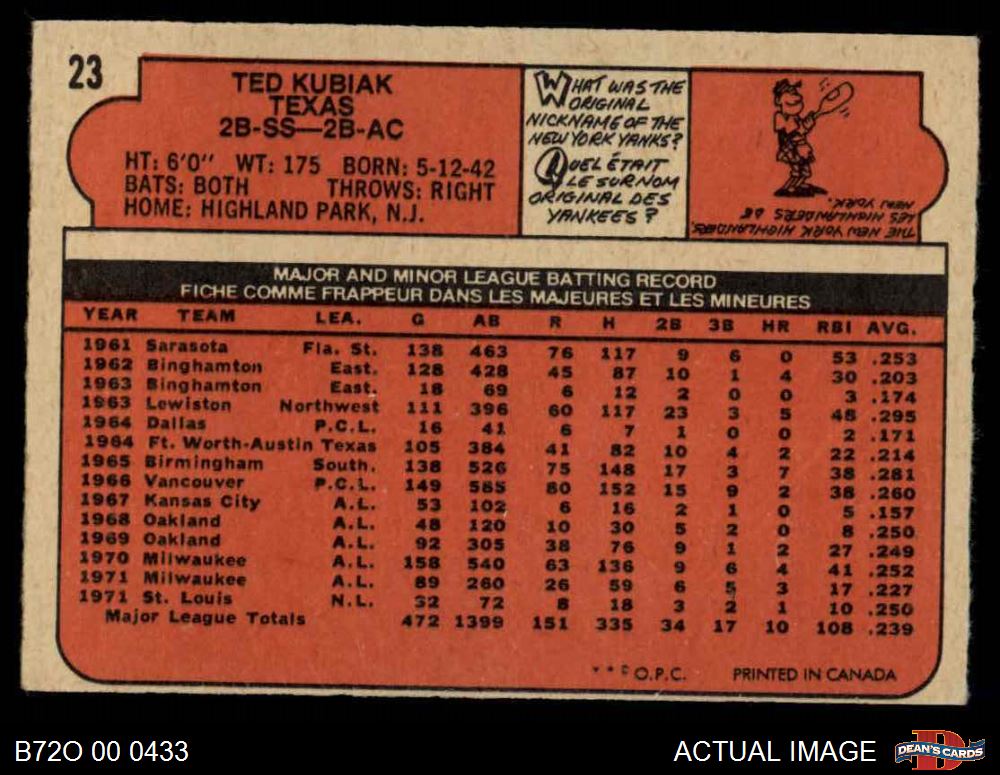 23
TED KUBIAK
TEXAS
2B-SS—2B-AC
HT: 6'0" WT: 175 BORN: 5-12-42
BATS: BOTH THROWS: RIGHT
HOME: HIGHLAND PARK, N.J.
WHAT WAS THE
ORIGINAL
NICKNAME OF THE
NEW YORK YANKS?
QUEL ÉTAIT
LE SURNOM
ORIGINAL DES
YANKEES?
THE NEW YORK HIGHLANDERS.
LES HIGHLANDERS DE
NEW YORK.
MAJOR AND MINOR LEAGUE BATTING RECORD
FICHE COMME FRAPPEUR DANS LES MAJEURES ET LES MINEURES
YEAR TEAM LEA. G AB R H 2B 3B HR RBI AVG.
1961 Sarasota Fla. St. 138 463 76 117 9 6 0 53 .253
1962 Binghamton East. 128 428 45 87 10 1 4 30 .203
1963 Binghamton East. 18 69 6 12 2 0 0 3 .174
1963 Lewiston Northwest 111 396 60 117 23 3 5 48 .295
1964 Dallas P.C.L. 16 41 6 7 1 0 0 2 .171
1964 Ft. Worth-Austin Texas 105 384 41 82 10 4 2 22 .214
1965 Birmingham South. 138 526 75 148 17 3 7 38 .281
1966 Vancouver P.C.L. 149 585 80 152 15 9 2 38 .260
1967 Kansas City A.L. 53 102 6 16 2 1 0 5 .157
1968 Oakland A.L. 48 120 10 30 5 2 0 8 .250
1969 Oakland A.L. 92 305 38 76 9 1 2 27 .249
1970 Milwaukee A.L. 158 540 63 136 9 6 4 41 .252
1971 Milwaukee A.L. 89 260 26 59 6 5 3 17 .227
1971 St. Louis N.L. 32 72 8 18 3 2 1 10 .250
Major League Totals 472 1399 151 335 34 17 10 108 .239
* * © O.P.C. PRINTED IN CANADA
B72O 00 0433
ACTUAL IMAGE
DEAN'S CARDS